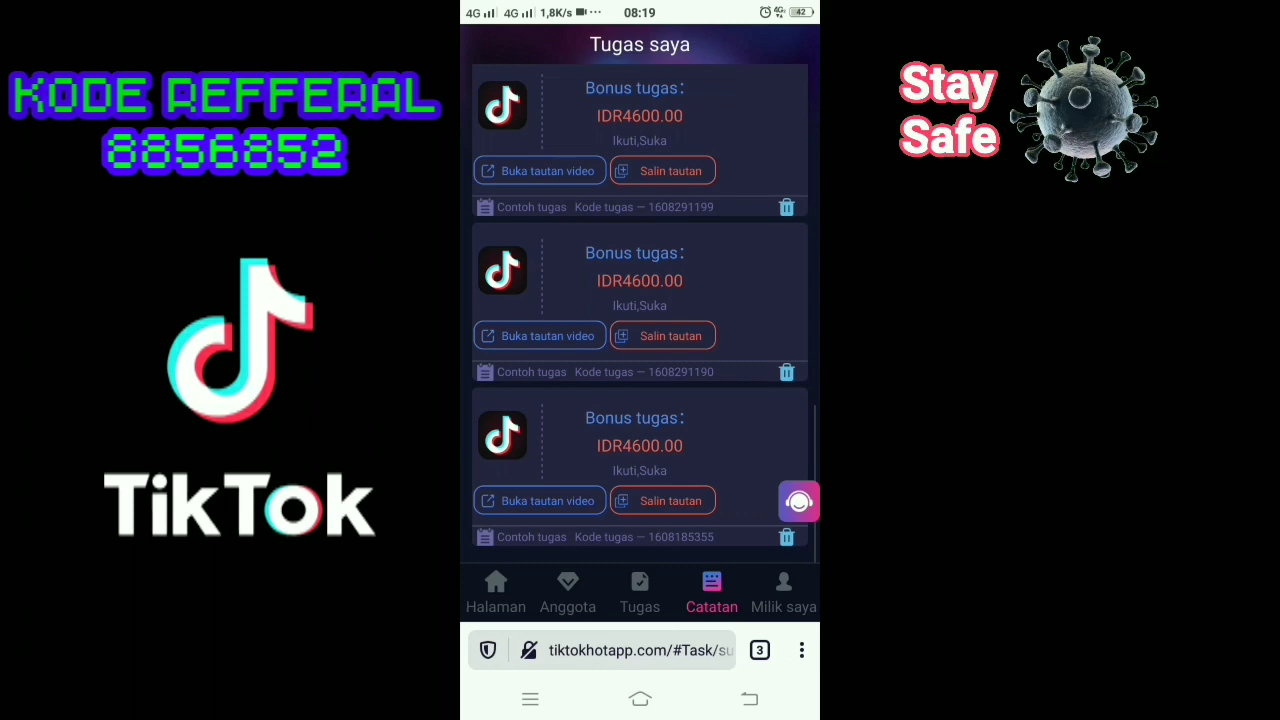 KODE REFFERAL
8856852
TikTok
Stay
Safe
4G 4G 1,8K/s ··· 08:19 4G 42
Tugas saya
Bonus tugas:
IDR4600.00
Ikuti,Suka
Buka tautan video Salin tautan
Contoh tugas Kode tugas — 1608291199
Bonus tugas:
IDR4600.00
Ikuti,Suka
Buka tautan video Salin tautan
Contoh tugas Kode tugas — 1608291190
Bonus tugas:
IDR4600.00
Ikuti,Suka
Buka tautan video Salin tautan
Contoh tugas Kode tugas — 1608185355
Halaman Anggota Tugas Catatan Milik saya
tiktokhotapp.com/#Task/su 3